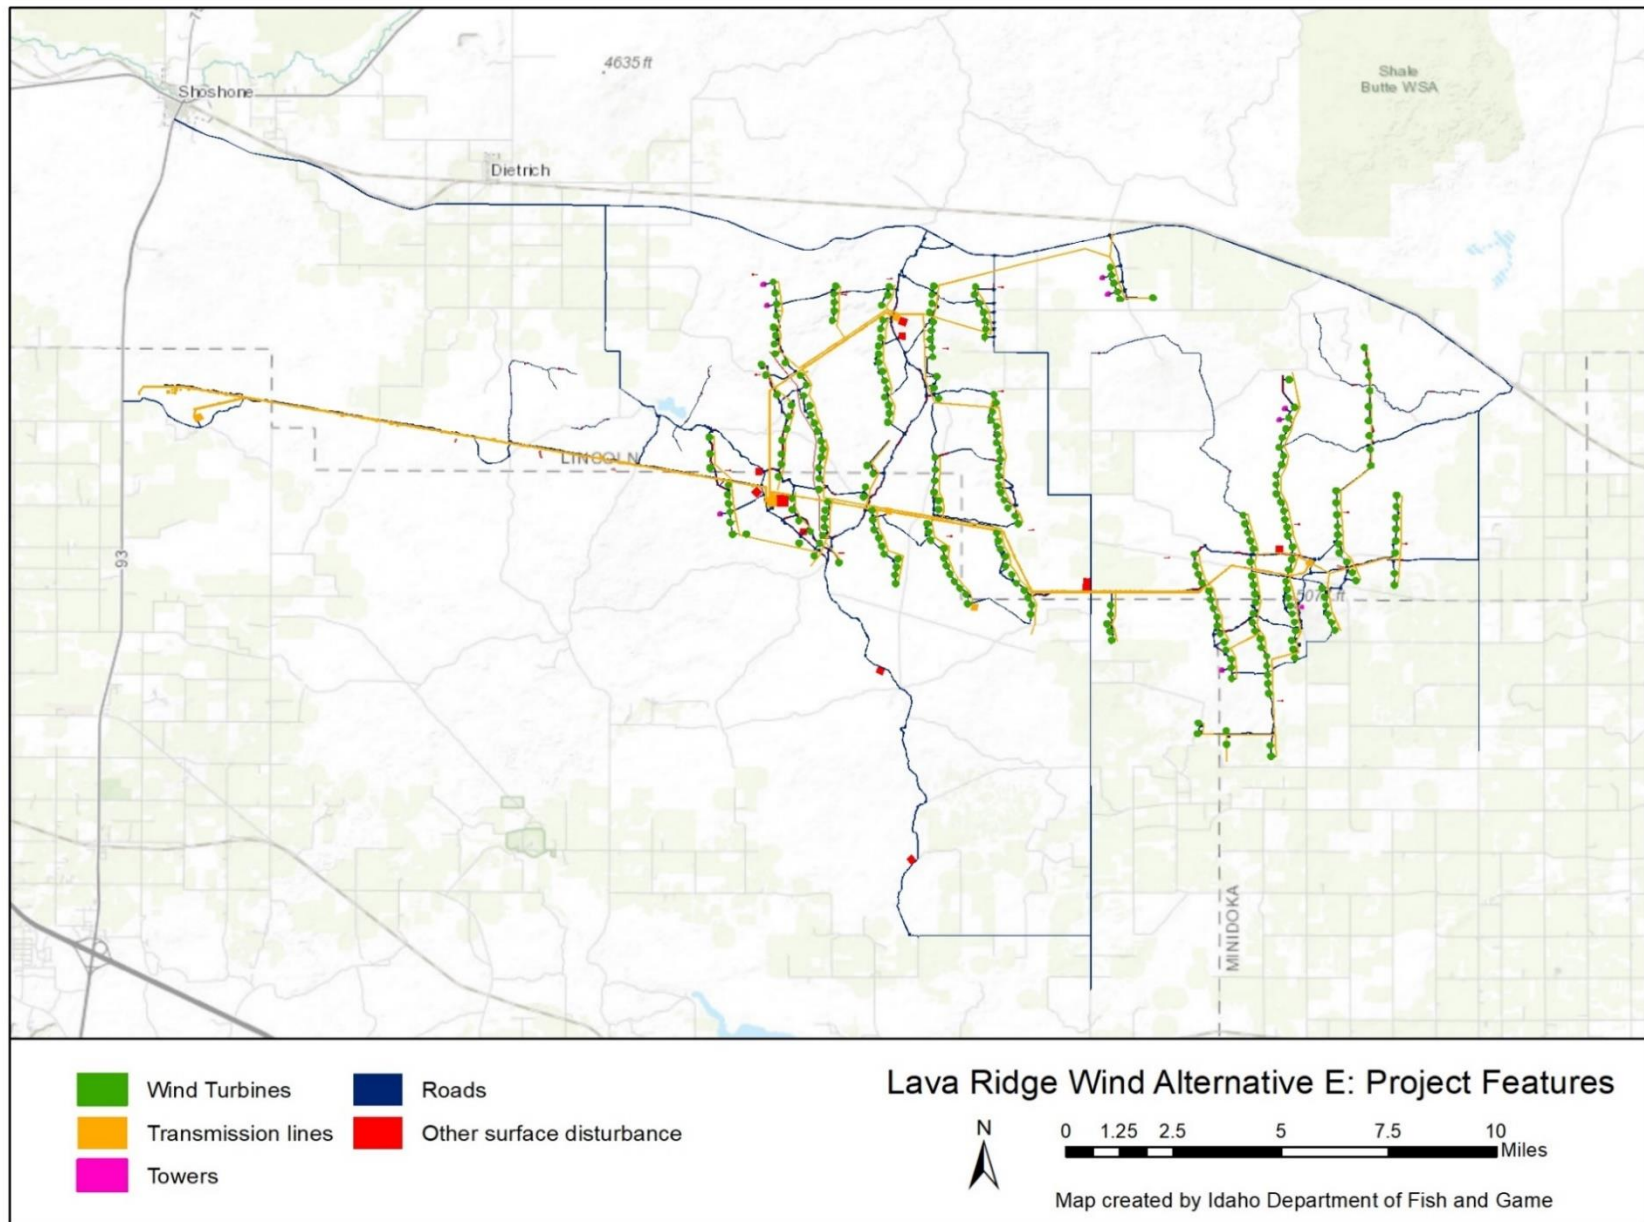 4635 ft
Shale
Butte WSA
Shoshone
Dietrich
LINCOLN
93
ft
MINIDOKA
Wind Turbines
Roads
Transmission lines
Other surface disturbance
Towers
Lava Ridge Wind Alternative E: Project Features
N
0 1.25 2.5 5 7.5 10
Miles
Map created by Idaho Department of Fish and Game